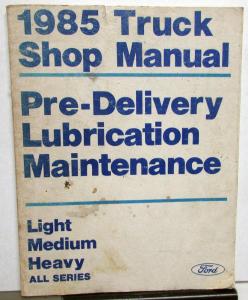 1985 Truck
Shop Manual
Pre-Delivery
Lubrication
Maintenance
Light
Medium
Heavy
ALL SERIES
Ford